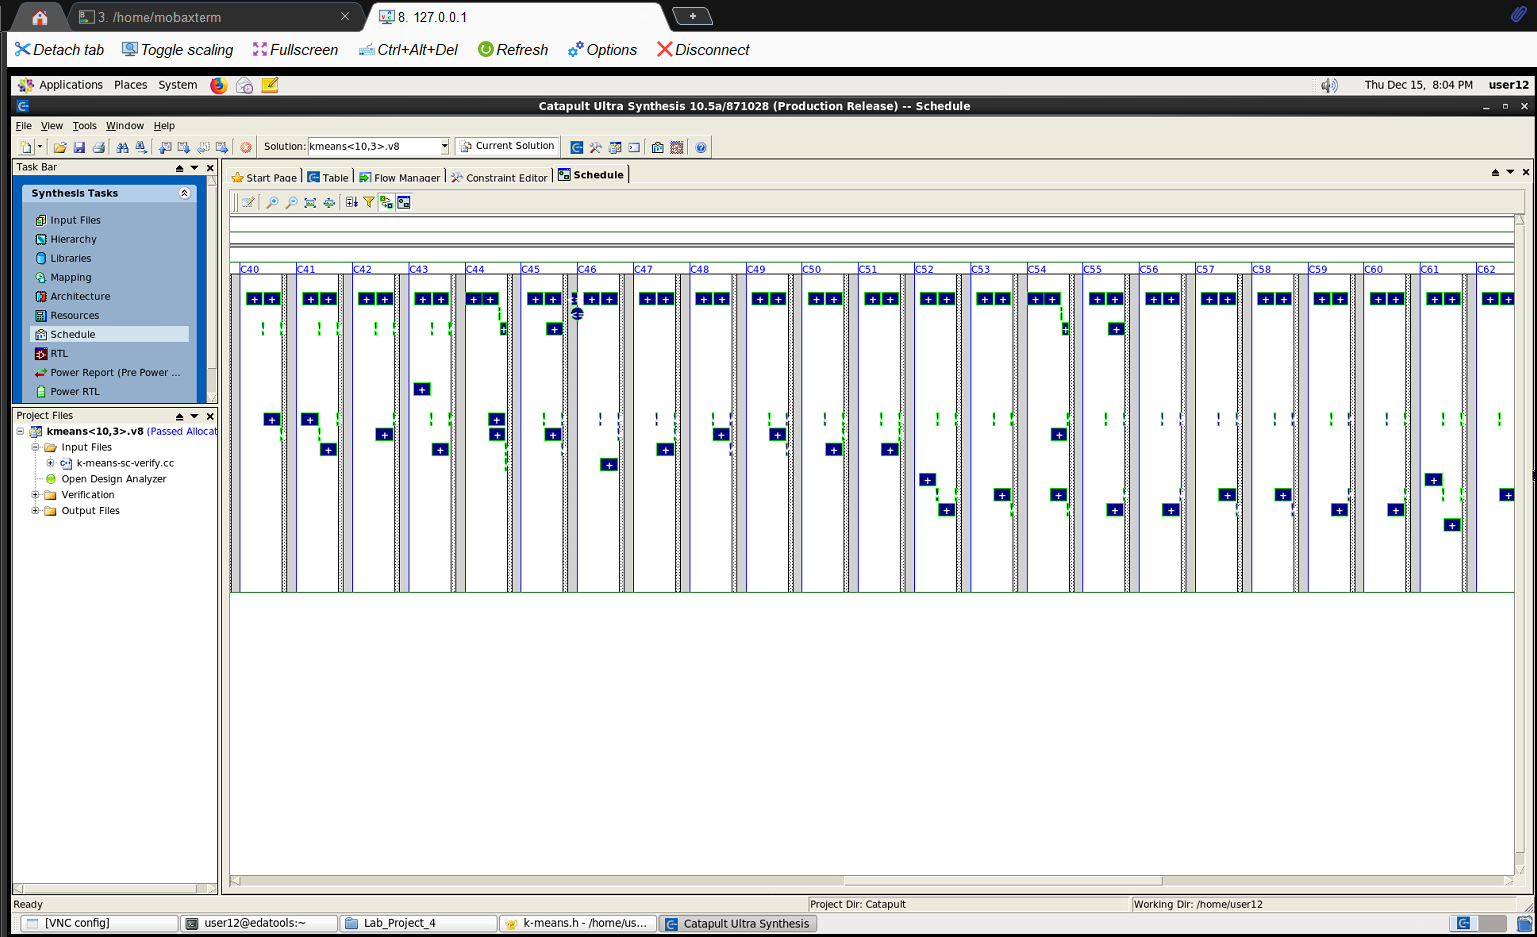 3. /home/mobaxterm
8. 127.0.0.1
Detach tab Toggle scaling Fullscreen Ctrl+Alt+Del Refresh Options Disconnect
Applications Places System Thu Dec 15, 8:04 PM user12
Catapult Ultra Synthesis 10.5a/871028 (Production Release) -- Schedule
File View Tools Window Help
Solution: kmeans<10,3>.v8 Current Solution
Task Bar
Start Page Table Flow Manager Constraint Editor Schedule
Synthesis Tasks
Input Files
Hierarchy
Libraries
Mapping
Architecture
Resources
Schedule
RTL
Power Report (Pre Power ...
Power RTL
C40 C41 C42 C43 C44 C45 C46 C47 C48 C49 C50 C51 C52 C53 C54 C55 C56 C57 C58 C59 C60 C61 C62
Project Files
kmeans<10,3>.v8 (Passed Allocat
Input Files
k-means-sc-verify.cc
Open Design Analyzer
Verification
Output Files
Ready Project Dir: Catapult Working Dir: /home/user12
[VNC config] user12@edatools:~ Lab_Project_4 k-means.h - /home/us... Catapult Ultra Synthesis